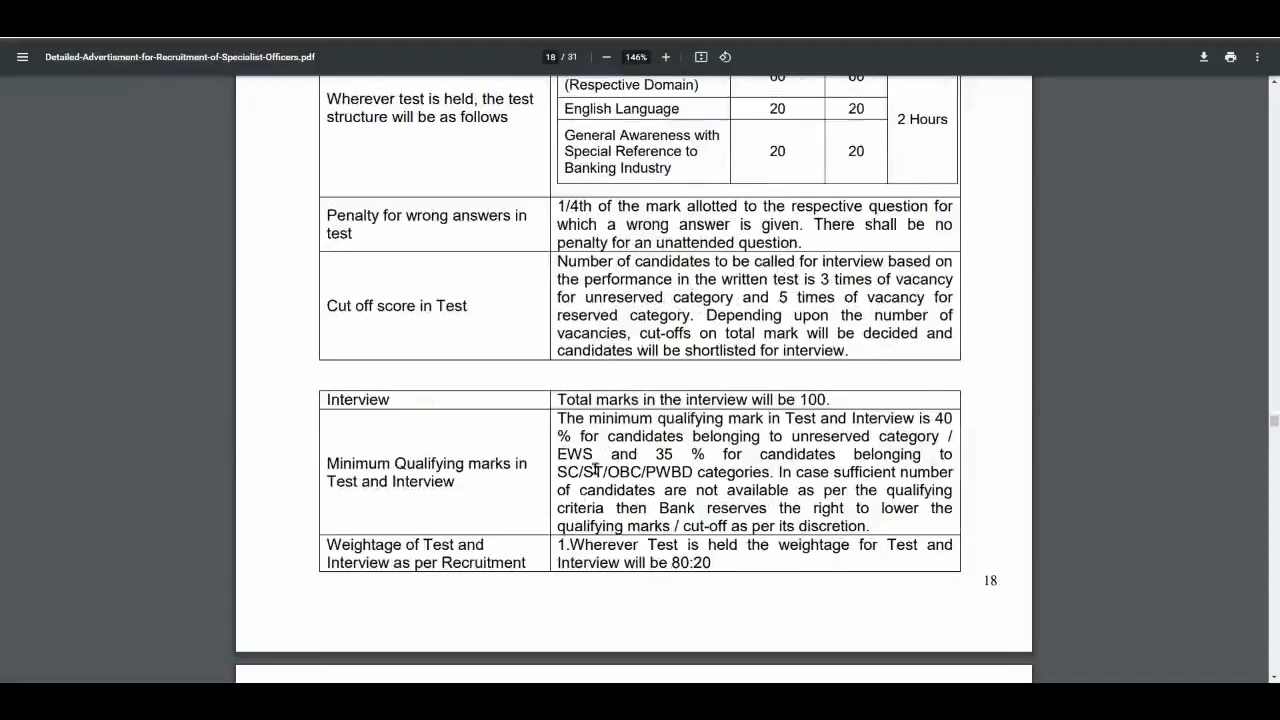 Detailed-Advertisment-for-Recruitment-of-Specialist-Officers.pdf
18 / 31
146%
Wherever test is held, the test
structure will be as follows
(Respective Domain)
60 60
English Language 20 20
General Awareness with
Special Reference to
Banking Industry
20 20
2 Hours
Penalty for wrong answers in
test
1/4th of the mark allotted to the respective question for
which a wrong answer is given. There shall be no
penalty for an unattended question.
Cut off score in Test
Number of candidates to be called for interview based on
the performance in the written test is 3 times of vacancy
for unreserved category and 5 times of vacancy for
reserved category. Depending upon the number of
vacancies, cut-offs on total mark will be decided and
candidates will be shortlisted for interview.
Interview
Total marks in the interview will be 100.
Minimum Qualifying marks in
Test and Interview
The minimum qualifying mark in Test and Interview is 40
% for candidates belonging to unreserved category /
EWS and 35 % for candidates belonging to
SC/ST/OBC/PWBD categories. In case sufficient number
of candidates are not available as per the qualifying
criteria then Bank reserves the right to lower the
qualifying marks / cut-off as per its discretion.
Weightage of Test and
Interview as per Recruitment
1.Wherever Test is held the weightage for Test and
Interview will be 80:20
18